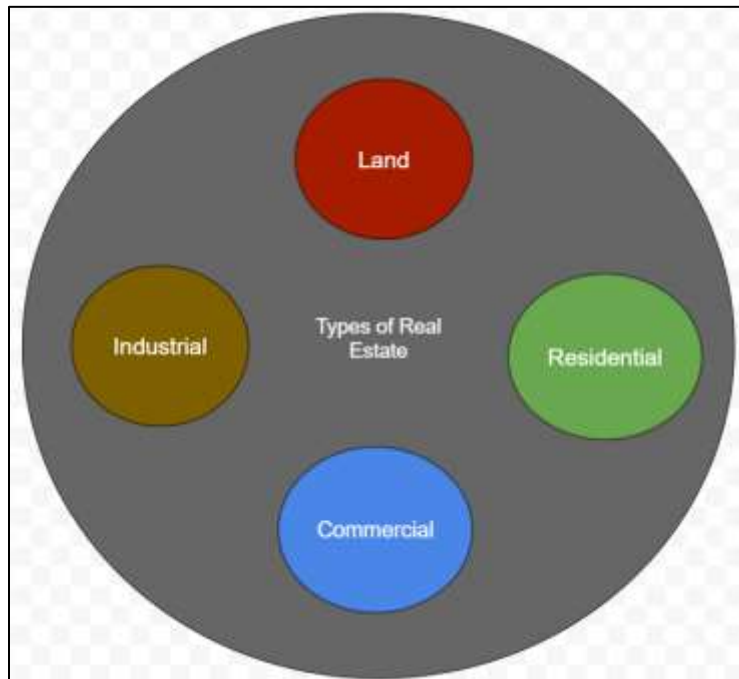 Land
Industrial
Types of Real
Estate
Residential
Commercial